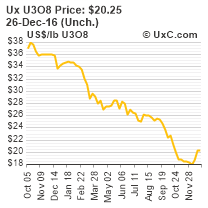 Ux U3O8 Price: $20.25
26-Dec-16 (Unch.)
US$/lb U3O8
© UxC.com
$38
$36
$34
$32
$30
$28
$26
$24
$22
$20
$18
Oct 05
Nov 09
Dec 14
Jan 18
Feb 22
Mar 28
May 02
Jun 06
Jul 11
Aug 15
Sep 19
Oct 24
Nov 28